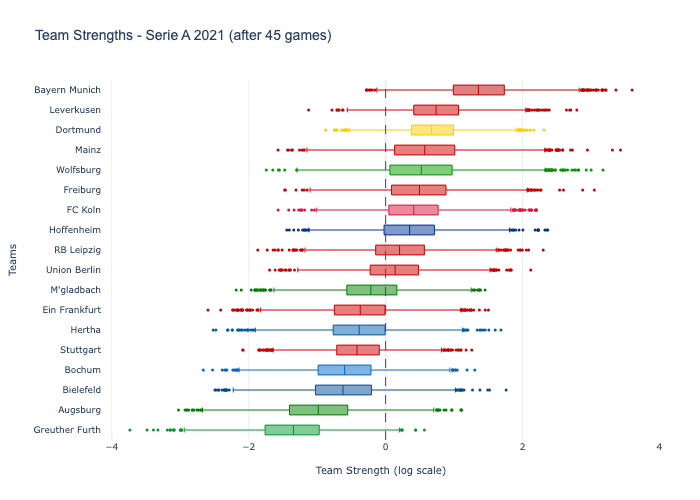 Team Strengths - Serie A 2021 (after 45 games)
Bayern Munich
Leverkusen
Dortmund
Mainz
Wolfsburg
Freiburg
FC Koln
Hoffenheim
RB Leipzig
Union Berlin
M'gladbach
Ein Frankfurt
Hertha
Stuttgart
Bochum
Bielefeld
Augsburg
Greuther Furth
Teams
−4 −2 0 2 4
Team Strength (log scale)